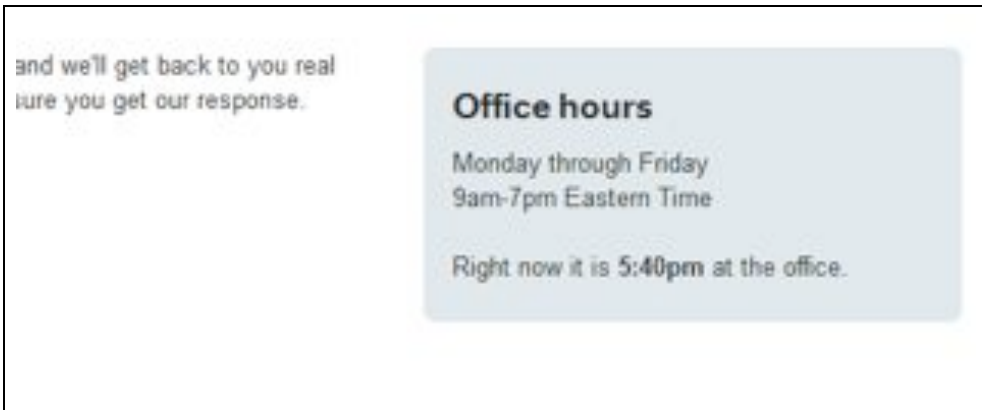 and we'll get back to you real
sure you get our response.
Office hours
Monday through Friday
9am-7pm Eastern Time
Right now it is 5:40pm at the office.